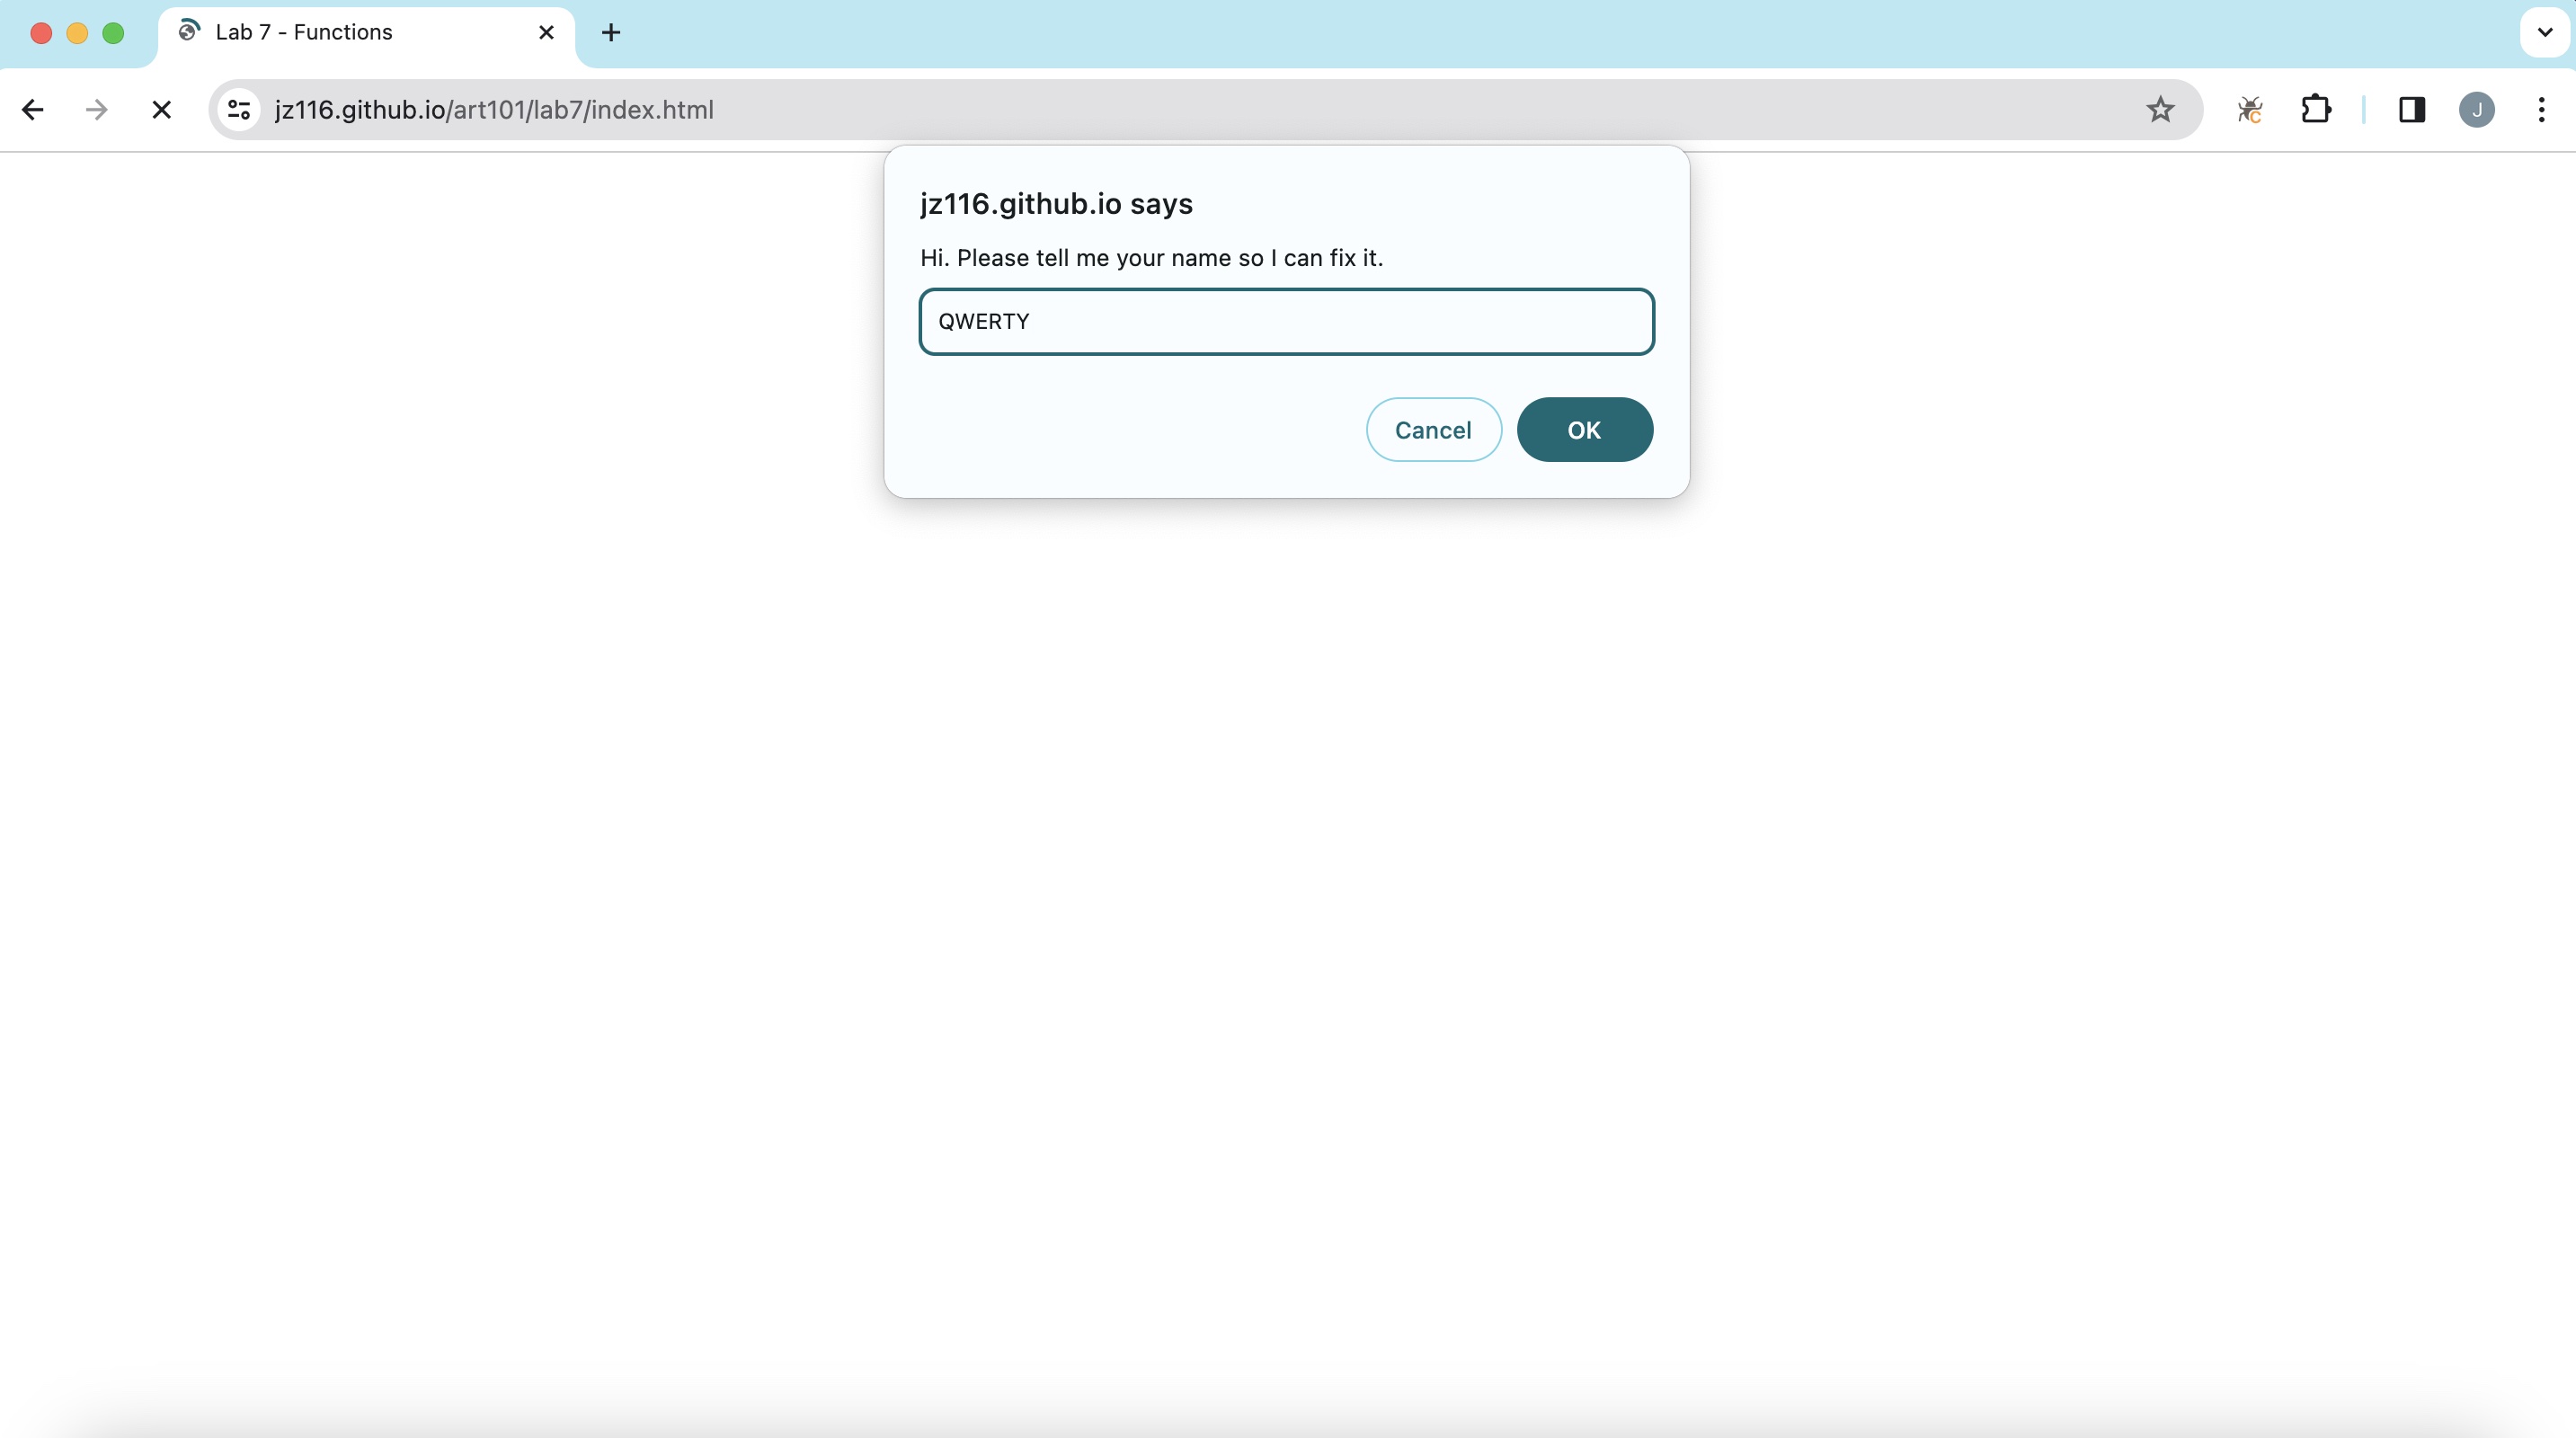 Lab 7 - Functions
jz116.github.io/art101/lab7/index.html
C
J
jz116.github.io says
Hi. Please tell me your name so I can fix it.
QWERTY
Cancel OK